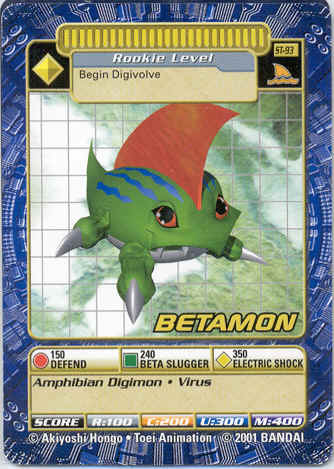 Rookie Level
ST-93
Begin Digivolve
BETAMON
150 DEFEND
240 BETA SLUGGER
350 ELECTRIC SHOCK
Amphibian Digimon • Virus
SCORE R:100 C:200 U:300 M:400
© Akiyoshi Hongo • Toei Animation © 2001 BANDAI